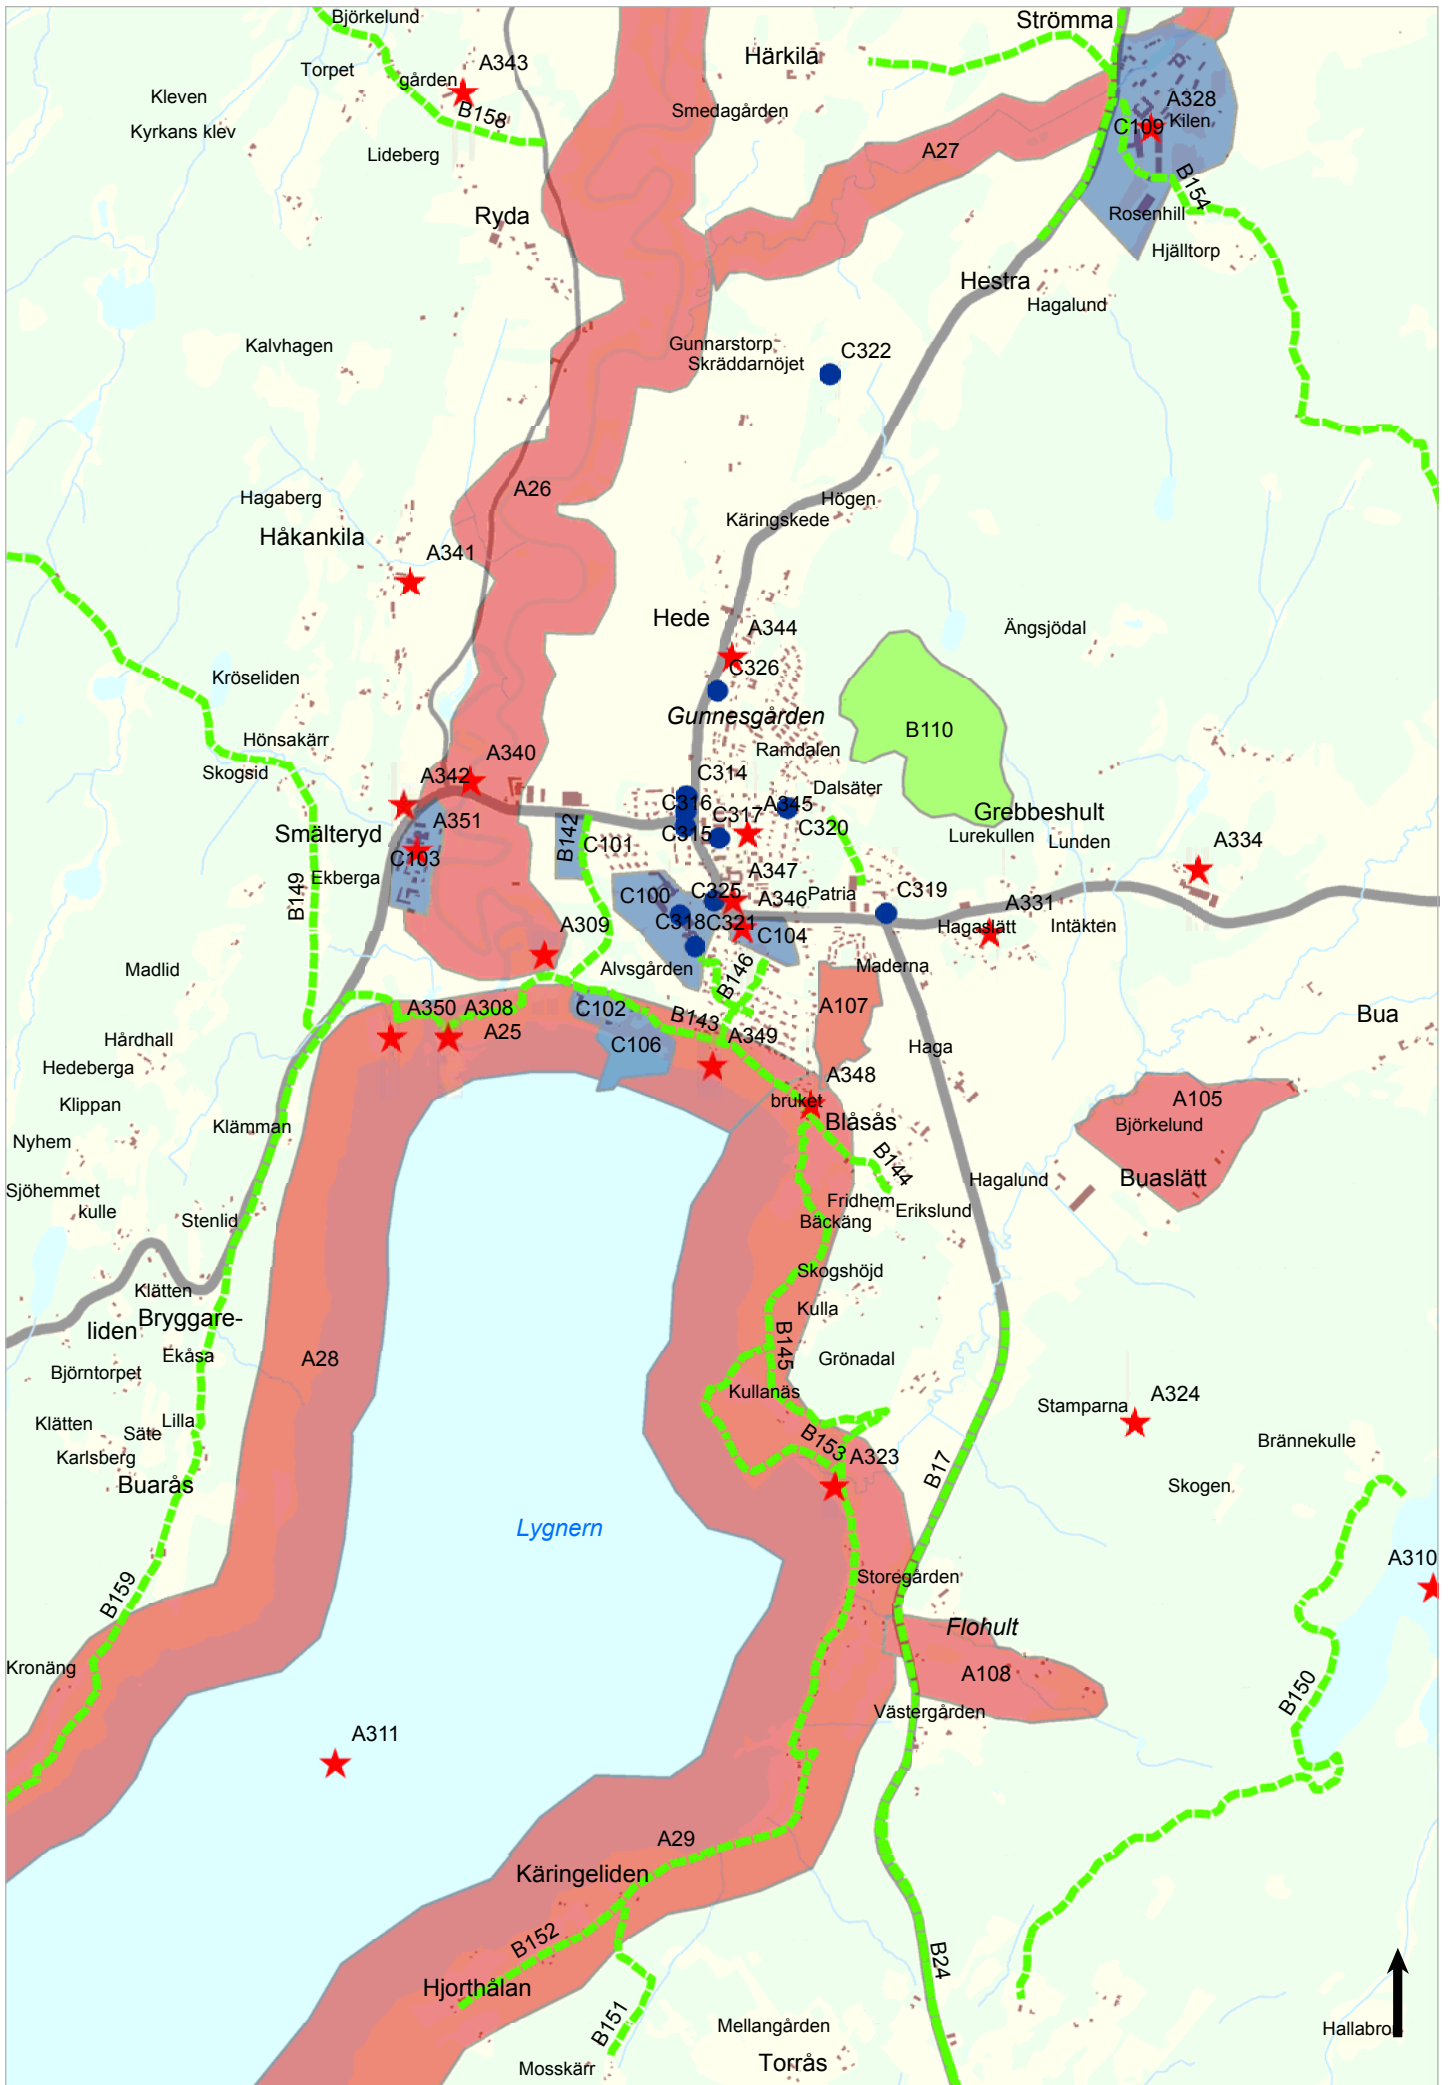 Björkelund
Strömma
Härkila
Torpet
gården
A343
Kleven
Kyrkans klev
B158
Smedagården
A328
Kilen
C109
Lideberg
A27
B154
Ryda
Rosenhill
Hjälltorp
Hestra
Hagalund
Kalvhagen
Gunnarstorp
Skräddarnöjet
C322
A26
Hagaberg
Högen
Käringskede
Håkankila
A341
Hede
A344
Ängsjödal
C326
Kröseliden
Gunnesgården
B110
Hönsakärr
Skogsid
Ramdalen
A340
A342
C314
Dalsäter
C316
A345
Grebbeshult
A351
Smälteryd
C317
C320
C315
Lurekullen
Lunden
A334
B142
C101
C103
Ekberga
B149
A347
C100
C325
A346
Patria
C319
A331
A309
C318
C321
C104
Hagaslätt
Intäkten
Madlid
Alvsgården
B146
Maderna
A350
A308
C102
A107
Bua
Hårdhall
A25
B143
C106
A349
Haga
Hedeberga
A348
Klippan
bruket
A105
Björkelund
Klämman
Blåsås
Nyhem
B144
Buaslätt
Sjöhemmet
kulle
Hagalund
Stenlid
Fridhem
Erikslund
Bäckäng
Skogshöjd
Klätten
Kulla
Bryggare-
liden
Ekåsa
A28
B145
Grönadal
Björntorpet
Kullanäs
A324
Stamparna
Klätten
Lilla
Säte
Karlsberg
B153
A323
Brännekulle
Buarås
B17
Skogen
Lygnern
A310
Storegården
B159
Flohult
Kronäng
A108
B150
Västergården
A311
A29
Käringeliden
B152
B24
Hjorthålan
B151
Mellangården
Hallabro
Mosskärr
Torrås